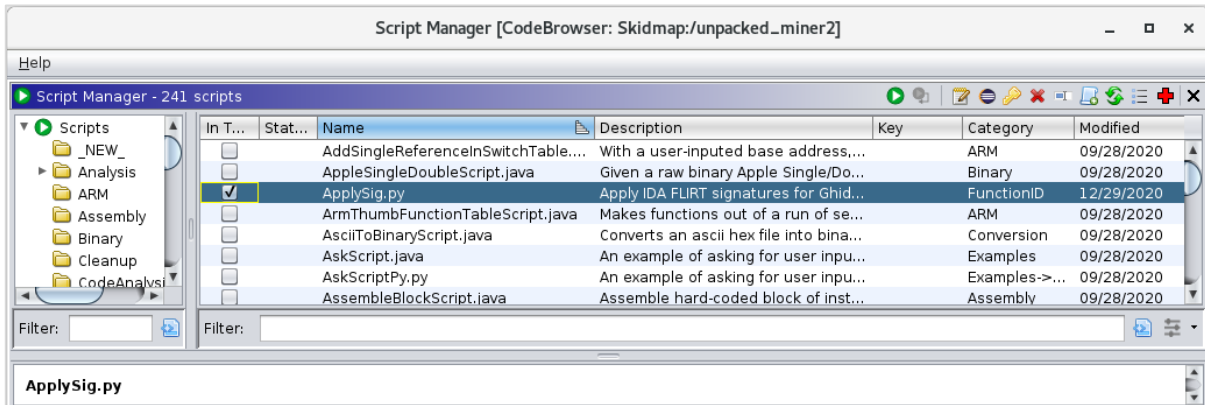 Script Manager [CodeBrowser: Skidmap:/unpacked_miner2]
Help
Script Manager - 241 scripts
Scripts
_NEW_
Analysis
ARM
Assembly
Binary
Cleanup
CodeAnalysi
In T... Stat... Name Description Key Category Modified
AddSingleReferenceInSwitchTable.... With a user-inputed base address,... ARM 09/28/2020
AppleSingleDoubleScript.java Given a raw binary Apple Single/Do... Binary 09/28/2020
ApplySig.py Apply IDA FLIRT signatures for Ghid... FunctionID 12/29/2020
ArmThumbFunctionTableScript.java Makes functions out of a run of se... ARM 09/28/2020
AsciiToBinaryScript.java Converts an ascii hex file into bina... Conversion 09/28/2020
AskScript.java An example of asking for user inpu... Examples 09/28/2020
AskScriptPy.py An example of asking for user inpu... Examples->... 09/28/2020
AssembleBlockScript.java Assemble hard-coded block of inst... Assembly 09/28/2020
Filter: Filter:
ApplySig.py